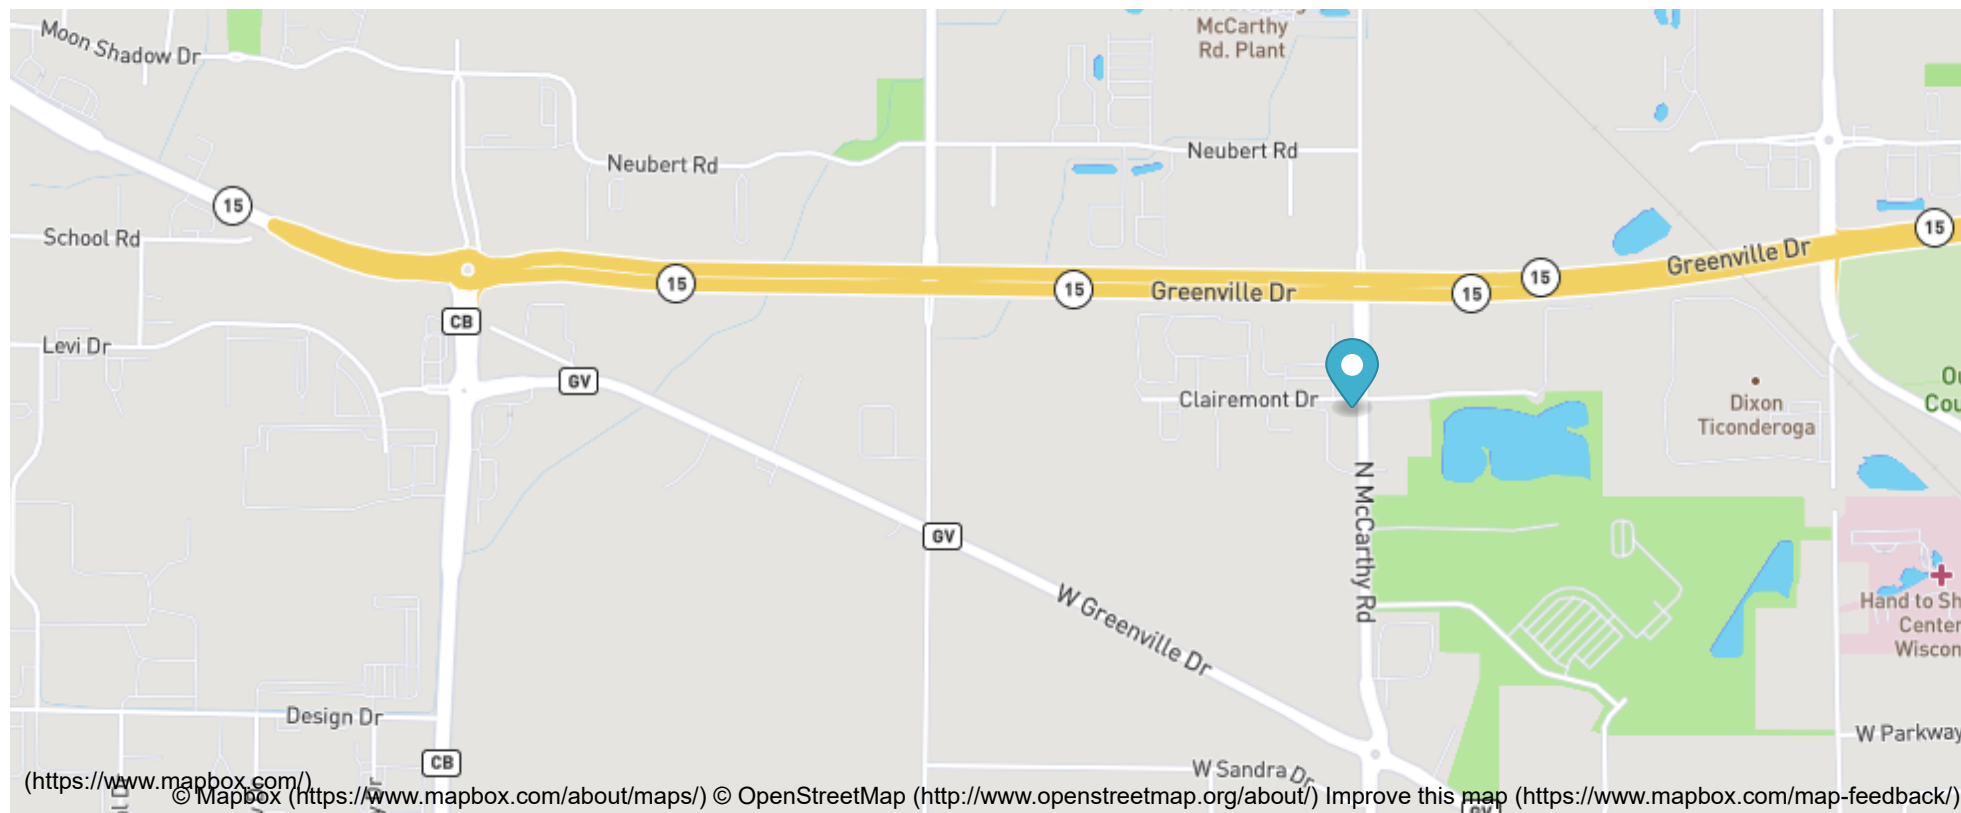 Moon Shadow Dr
McCarthy
Rd. Plant
Neubert Rd
Neubert Rd
15
School Rd
15
15
Greenville Dr
15
15
Greenville Dr
15
CB
Levi Dr
GV
Clairemont Dr
Dixon
Ticonderoga
N McCarthy Rd
GV
W Greenville Dr
Hand to Sh
Center
Wiscon
Design Dr
CB
W Parkway
W Sandra Dr
GV
(https://www.mapbox.com/)
© Mapbox (https://www.mapbox.com/about/maps/) © OpenStreetMap (http://www.openstreetmap.org/about/) Improve this map (https://www.mapbox.com/map-feedback/)